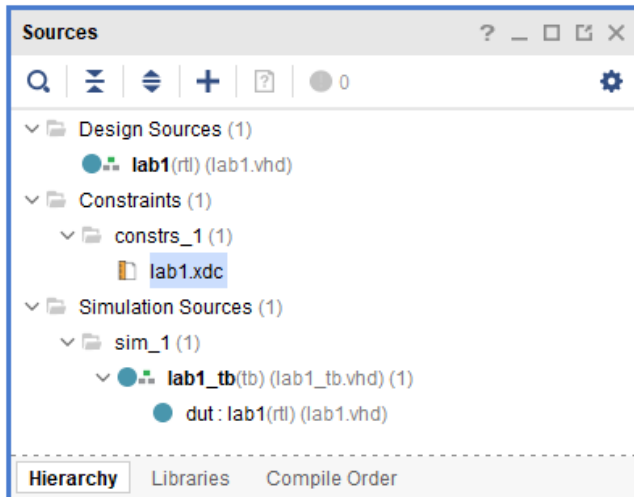 Sources
0
Design Sources (1)
lab1(rtl) (lab1.vhd)
Constraints (1)
constrs_1 (1)
lab1.xdc
Simulation Sources (1)
sim_1 (1)
lab1_tb(tb) (lab1_tb.vhd) (1)
dut : lab1(rtl) (lab1.vhd)
Hierarchy Libraries Compile Order